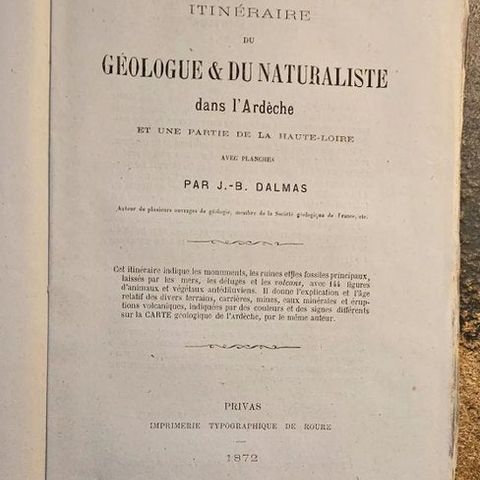 ITINÉRAIRE
DU
GÉOLOGUE & DU NATURALISTE
dans l'Ardèche
ET UNE PARTIE DE LA HAUTE-LOIRE
AVEC PLANCHES
PAR J.-B. DALMAS
Auteur de plusieurs ouvrages de géologie, membre de la Société géologique de France, etc.
Cet itinéraire indique les monuments, les ruines et les fossiles principaux,
laissés par les mers, les déluges et les volcans, avec 144 figures
d'animaux et végétaux antédiluviens. Il donne l'explication et l'âge
relatif des divers terrains, carrières, mines, eaux minérales et érup-
tions volcaniques, indiquées par des couleurs et des signes différents
sur la CARTE géologique de l'Ardèche, par le même auteur.
PRIVAS
IMPRIMERIE TYPOGRAPHIQUE DE ROURE
1872